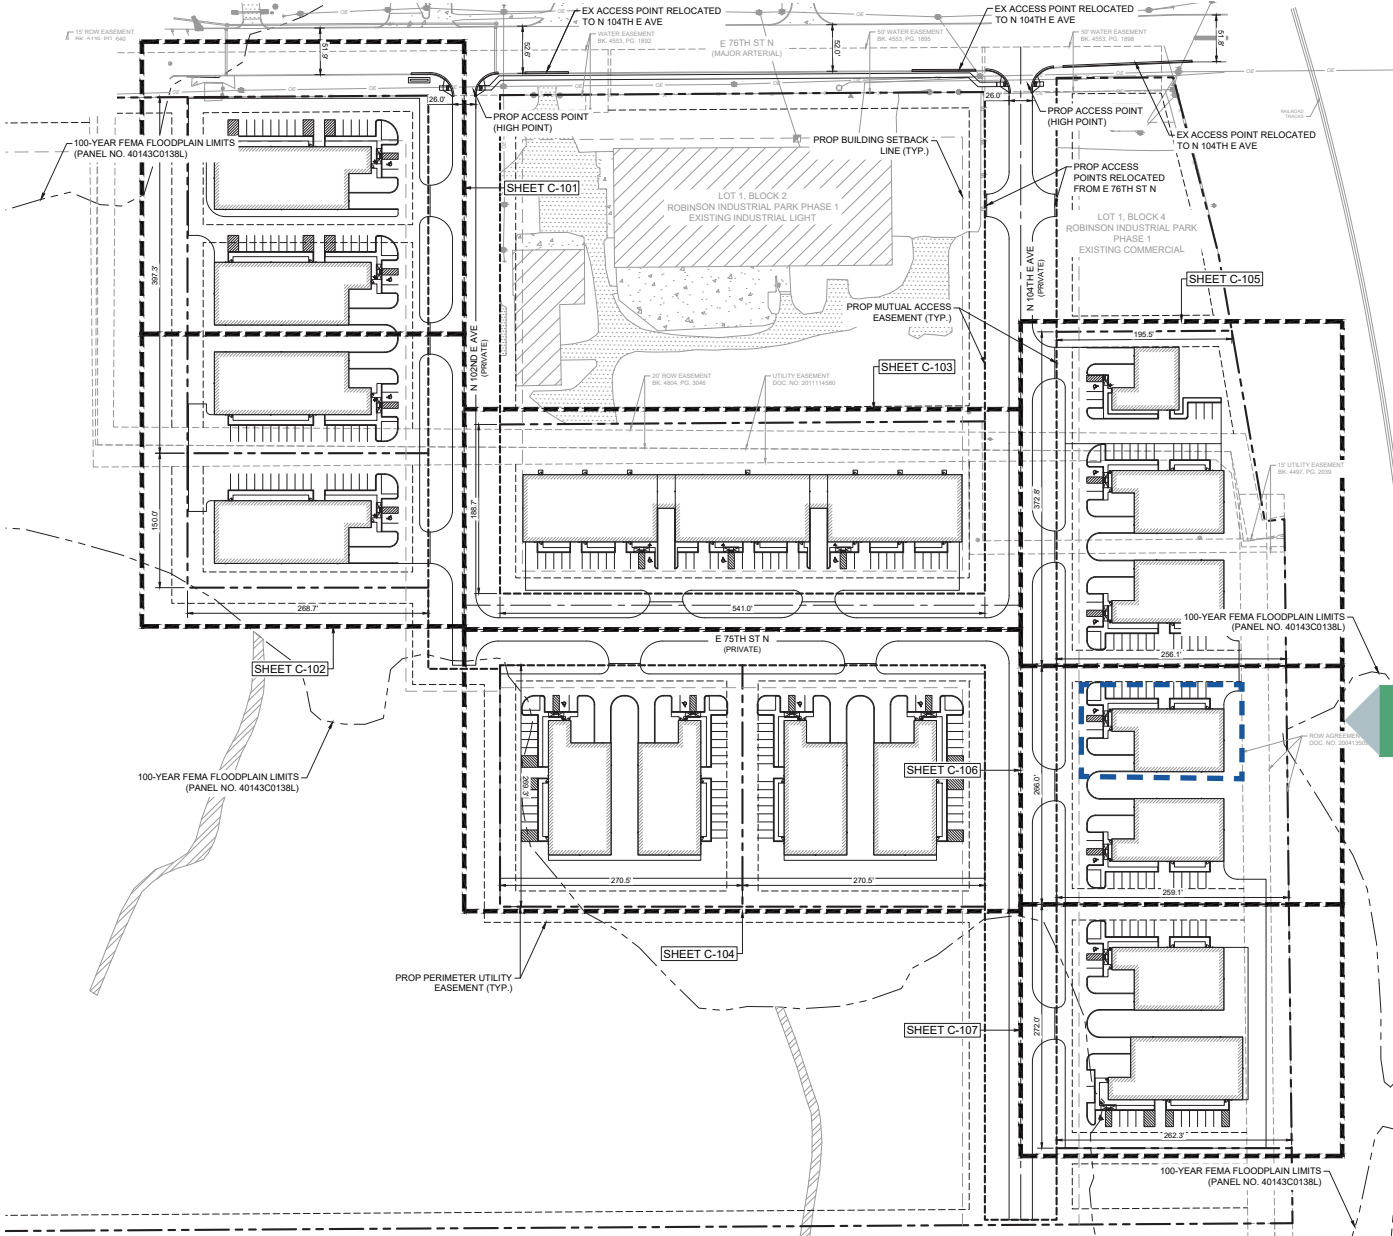 EX ACCESS POINT RELOCATED
TO N 104TH E AVE
EX ACCESS POINT RELOCATED
TO N 104TH E AVE
15' ROW EASEMENT
WATER EASEMENT
BK. 4553, PG. 1892
E 76TH ST N
(MAJOR ARTERIAL)
50' WATER EASEMENT
BK. 4553, PG. 1895
50' WATER EASEMENT
BK. 4553, PG. 1898
51.9'
52.6'
52.0'
51.8'
OE
OE
OE
OE
OE
OE
26.0'
26.0'
PROP ACCESS POINT
(HIGH POINT)
PROP ACCESS POINT
(HIGH POINT)
RAILROAD
TRACKS
EX ACCESS POINT RELOCATED
TO N 104TH E AVE
100-YEAR FEMA FLOODPLAIN LIMITS
(PANEL NO. 40143C0138L)
PROP BUILDING SETBACK
LINE (TYP.)
PROP ACCESS
POINTS RELOCATED
FROM E 76TH ST N
SHEET C-101
LOT 1, BLOCK 2
ROBINSON INDUSTRIAL PARK PHASE 1
EXISTING INDUSTRIAL LIGHT
LOT 1, BLOCK 4
ROBINSON INDUSTRIAL PARK
PHASE 1
EXISTING COMMERCIAL
N 104TH E AVE
(PRIVATE)
397.3'
SHEET C-105
PROP MUTUAL ACCESS
EASEMENT (TYP.)
195.5'
N 102ND E AVE
(PRIVATE)
SHEET C-103
20' ROW EASEMENT
BK. 4804, PG. 3046
UTILITY EASEMENT
DOC. NO. 2011114580
15' UTILITY EASEMENT
BK. 4497, PG. 2039
188.7'
372.8'
150.0'
268.7'
541.0'
100-YEAR FEMA FLOODPLAIN LIMITS
(PANEL NO. 40143C0138L)
E 75TH ST N
(PRIVATE)
256.1'
SHEET C-102
ROW AGREEMENT
100-YEAR FEMA FLOODPLAIN LIMITS
(PANEL NO. 40143C0138L)
SHEET C-106
269.3'
266.0'
270.5'
270.5'
259.1'
SHEET C-104
PROP PERIMETER UTILITY
EASEMENT (TYP.)
SHEET C-107
272.0'
262.3'
100-YEAR FEMA FLOODPLAIN LIMITS
(PANEL NO. 40143C0138L)